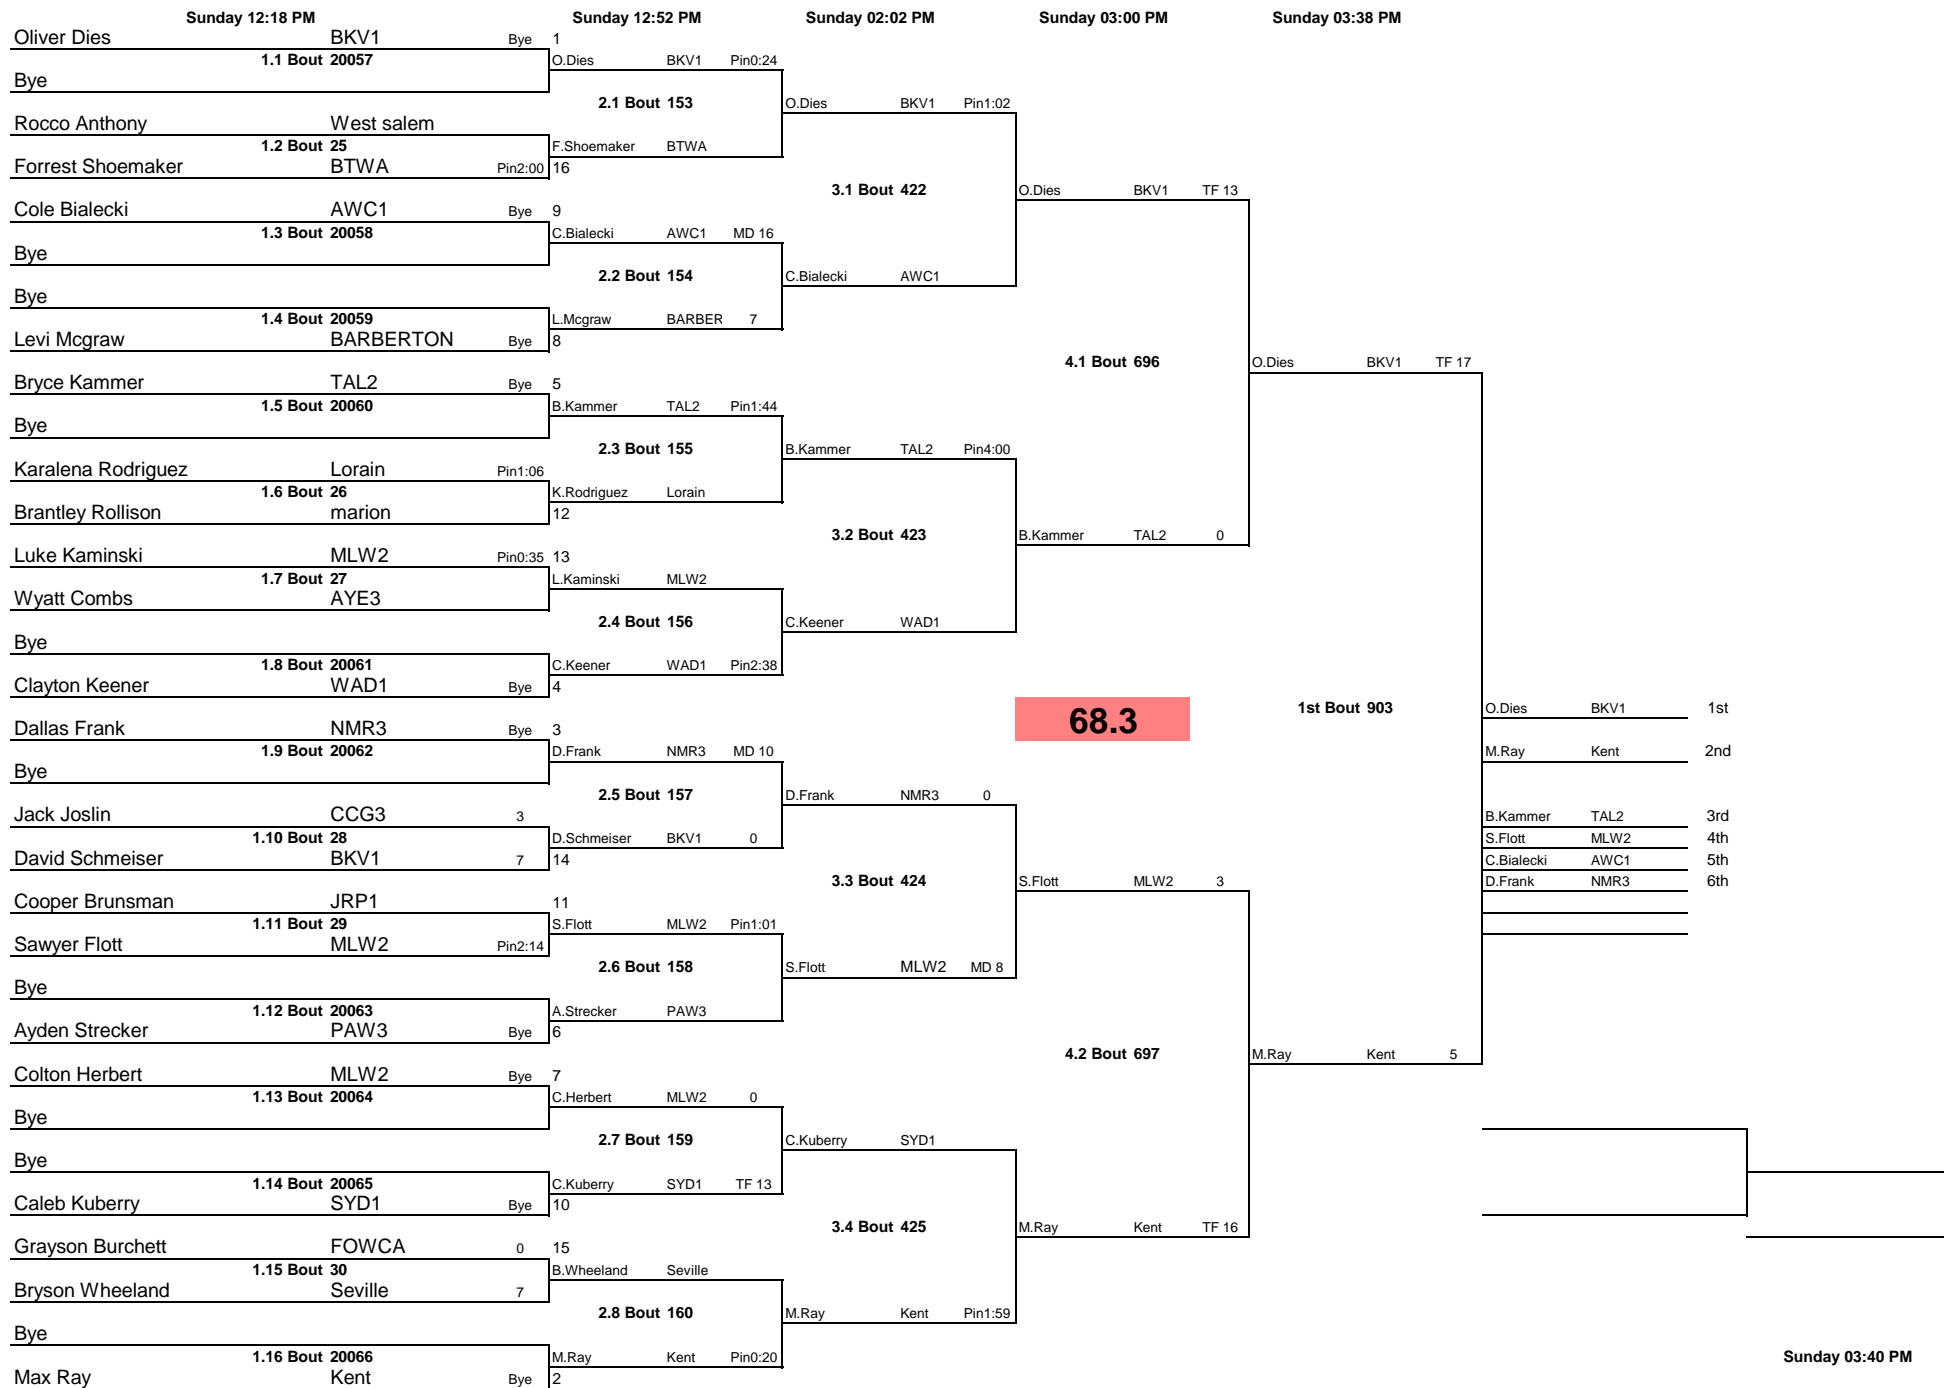 Sunday 12:18 PM Sunday 12:52 PM Sunday 02:02 PM Sunday 03:00 PM Sunday 03:38 PM
Oliver Dies BKV1 Bye 1
1.1 Bout 20057 O.Dies BKV1 Pin0:24
Bye
2.1 Bout 153 O.Dies BKV1 Pin1:02
Rocco Anthony West salem
1.2 Bout 25 F.Shoemaker BTWA
Forrest Shoemaker BTWA Pin2:00 16
3.1 Bout 422 O.Dies BKV1 TF 13
Cole Bialecki AWC1 Bye 9
1.3 Bout 20058 C.Bialecki AWC1 MD 16
Bye
2.2 Bout 154 C.Bialecki AWC1
Bye
1.4 Bout 20059 L.Mcgraw BARBER 7
Levi Mcgraw BARBERTON Bye 8
4.1 Bout 696 O.Dies BKV1 TF 17
Bryce Kammer TAL2 Bye 5
1.5 Bout 20060 B.Kammer TAL2 Pin1:44
Bye
2.3 Bout 155 B.Kammer TAL2 Pin4:00
Karalena Rodriguez Lorain Pin1:06
1.6 Bout 26 K.Rodriguez Lorain
Brantley Rollison marion 12
3.2 Bout 423 B.Kammer TAL2 0
Luke Kaminski MLW2 Pin0:35 13
1.7 Bout 27 L.Kaminski MLW2
Wyatt Combs AYE3
2.4 Bout 156 C.Keener WAD1
Bye
1.8 Bout 20061 C.Keener WAD1 Pin2:38
Clayton Keener WAD1 Bye 4
68.3 1st Bout 903 O.Dies BKV1 1st
Dallas Frank NMR3 Bye 3
1.9 Bout 20062 D.Frank NMR3 MD 10 M.Ray Kent 2nd
Bye
2.5 Bout 157 D.Frank NMR3 0
Jack Joslin CCG3 3 B.Kammer TAL2 3rd
1.10 Bout 28 D.Schmeiser BKV1 0 S.Flott MLW2 4th
David Schmeiser BKV1 7 14 C.Bialecki AWC1 5th
3.3 Bout 424 S.Flott MLW2 3 D.Frank NMR3 6th
Cooper Brunsman JRP1 11
1.11 Bout 29 S.Flott MLW2 Pin1:01
Sawyer Flott MLW2 Pin2:14
2.6 Bout 158 S.Flott MLW2 MD 8
Bye
1.12 Bout 20063 A.Strecker PAW3
Ayden Strecker PAW3 Bye 6
4.2 Bout 697 M.Ray Kent 5
Colton Herbert MLW2 Bye 7
1.13 Bout 20064 C.Herbert MLW2 0
Bye
2.7 Bout 159 C.Kuberry SYD1
Bye
1.14 Bout 20065 C.Kuberry SYD1 TF 13
Caleb Kuberry SYD1 Bye 10
3.4 Bout 425 M.Ray Kent TF 16
Grayson Burchett FOWCA 0 15
1.15 Bout 30 B.Wheeland Seville
Bryson Wheeland Seville 7
2.8 Bout 160 M.Ray Kent Pin1:59
Bye
1.16 Bout 20066 M.Ray Kent Pin0:20 Sunday 03:40 PM
Max Ray Kent Bye 2